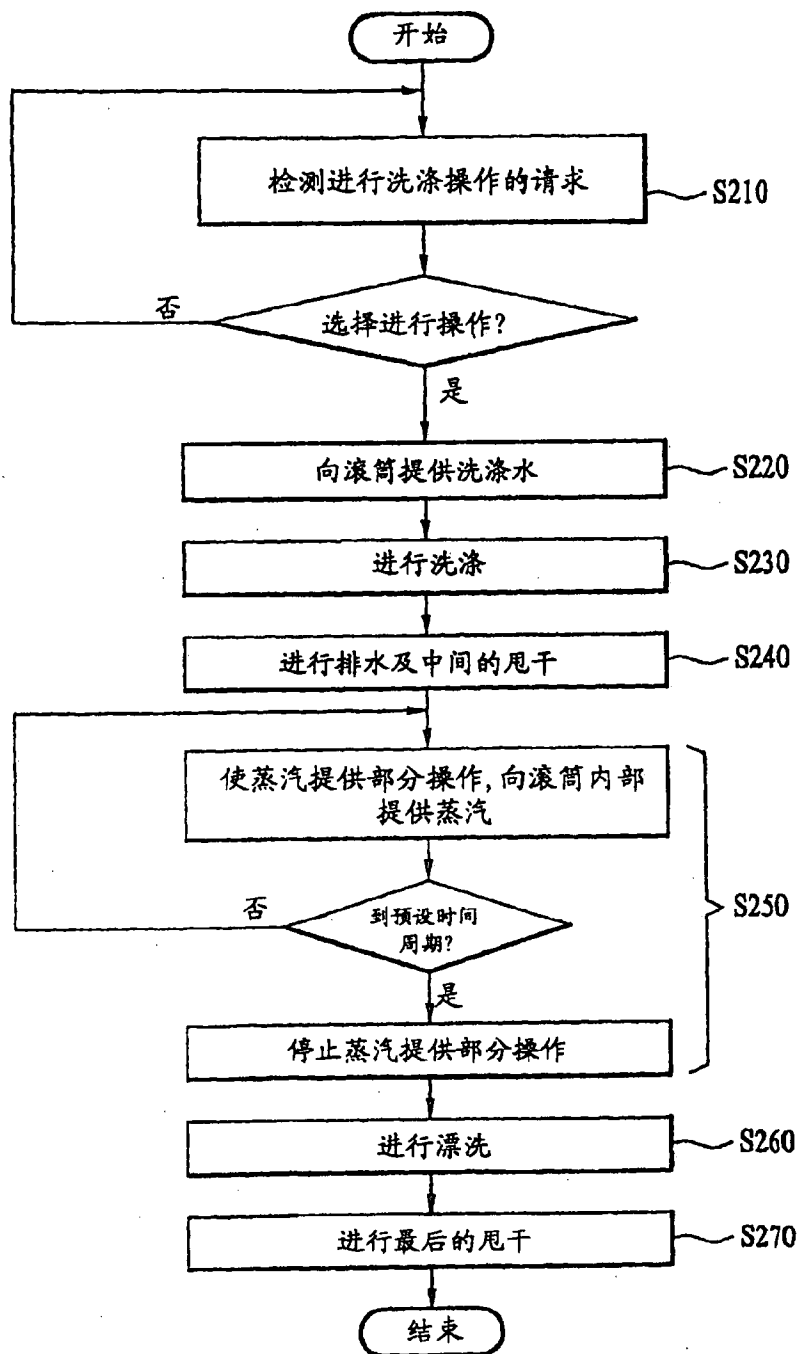 开始
检测进行洗涤操作的请求
S210
否
选择进行操作?
是
向滚筒提供洗涤水
S220
进行洗涤
S230
进行排水及中间的甩干
S240
使蒸汽提供部分操作,向滚筒内部
提供蒸汽
S250
否
到预设时间
周期?
是
停止蒸汽提供部分操作
进行漂洗
S260
进行最后的甩干
S270
结束